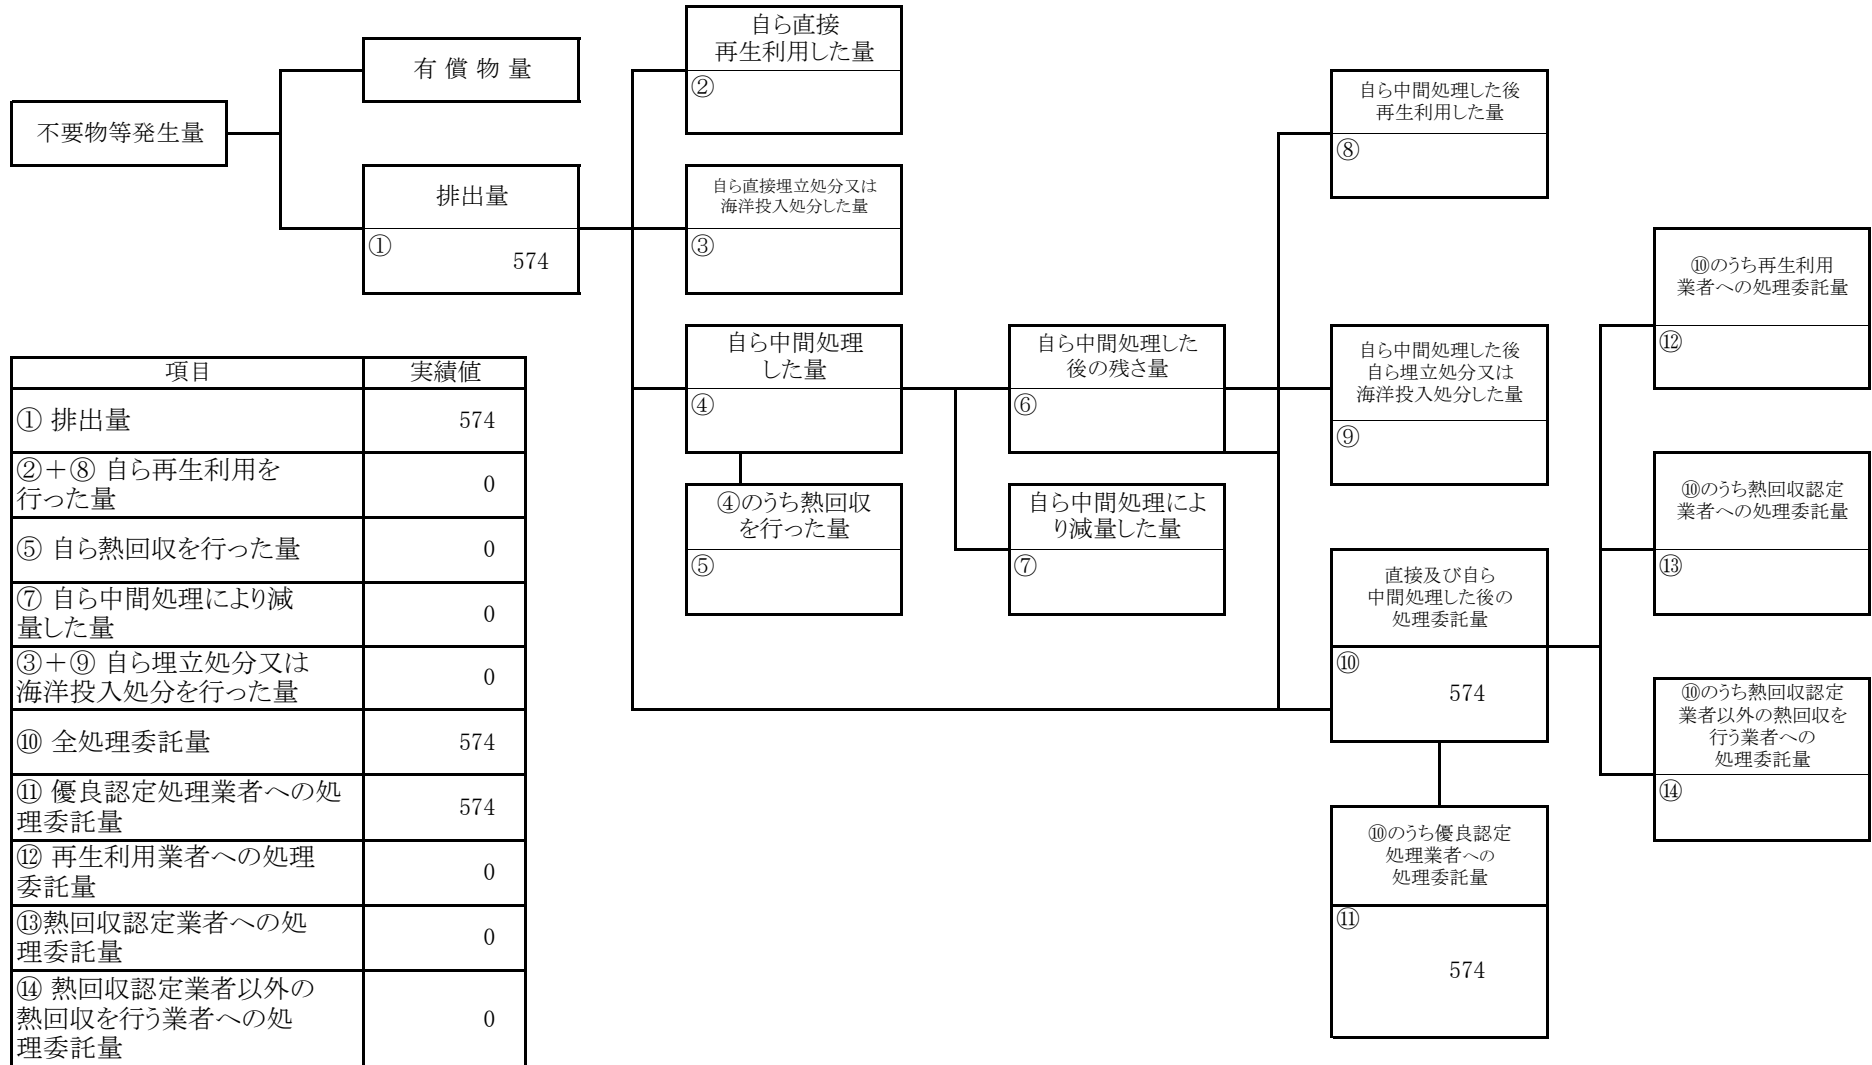 不要物等発生量
有 償 物 量
排出量
①
574
自ら直接
再生利用した量
②
自ら直接埋立処分又は
海洋投入処分した量
③
自ら中間処理
した量
④
④のうち熱回収
を行った量
⑤
自ら中間処理した
後の残さ量
⑥
自ら中間処理によ
り減量した量
⑦
自ら中間処理した後
再生利用した量
⑧
自ら中間処理した後
自ら埋立処分又は
海洋投入処分した量
⑨
直接及び自ら
中間処理した後の
処理委託量
⑩
574
⑩のうち優良認定
処理業者への
処理委託量
⑪
574
⑩のうち再生利用
業者への処理委託量
⑫
⑩のうち熱回収認定
業者への処理委託量
⑬
⑩のうち熱回収認定
業者以外の熱回収を
行う業者への
処理委託量
⑭
項目 実績値
① 排出量 574
②＋⑧ 自ら再生利用を
行った量 0
⑤ 自ら熱回収を行った量 0
⑦ 自ら中間処理により減
量した量 0
③＋⑨ 自ら埋立処分又は
海洋投入処分を行った量 0
⑩ 全処理委託量 574
⑪ 優良認定処理業者への処
理委託量 574
⑫ 再生利用業者への処理
委託量 0
⑬熱回収認定業者への処
理委託量 0
⑭ 熱回収認定業者以外の
熱回収を行う業者への処
理委託量 0